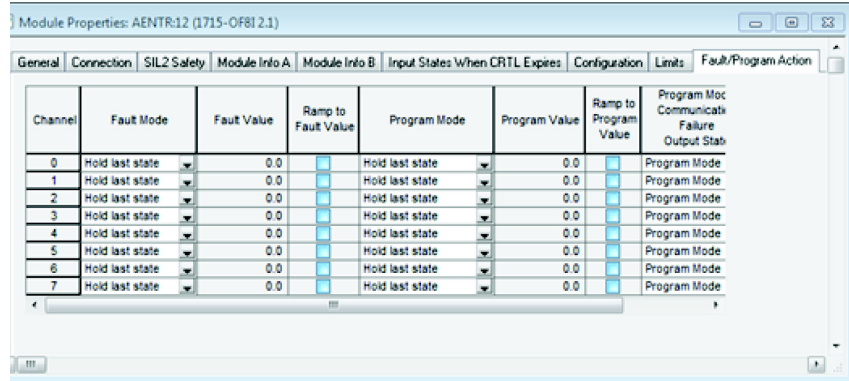 Module Properties: AENTR:12 (1715-OF8I 2.1)
General Connection SIL2 Safety Module Info A Module Info B Input States When CRTL Expires Configuration Limits Fault/Program Action
Channel Fault Mode Fault Value Ramp to Fault Value Program Mode Program Value Ramp to Program Value Program Mod Communicati Failure Output Stat
0 Hold last state 0.0 Hold last state 0.0 Program Mode
1 Hold last state 0.0 Hold last state 0.0 Program Mode
2 Hold last state 0.0 Hold last state 0.0 Program Mode
3 Hold last state 0.0 Hold last state 0.0 Program Mode
4 Hold last state 0.0 Hold last state 0.0 Program Mode
5 Hold last state 0.0 Hold last state 0.0 Program Mode
6 Hold last state 0.0 Hold last state 0.0 Program Mode
7 Hold last state 0.0 Hold last state 0.0 Program Mode